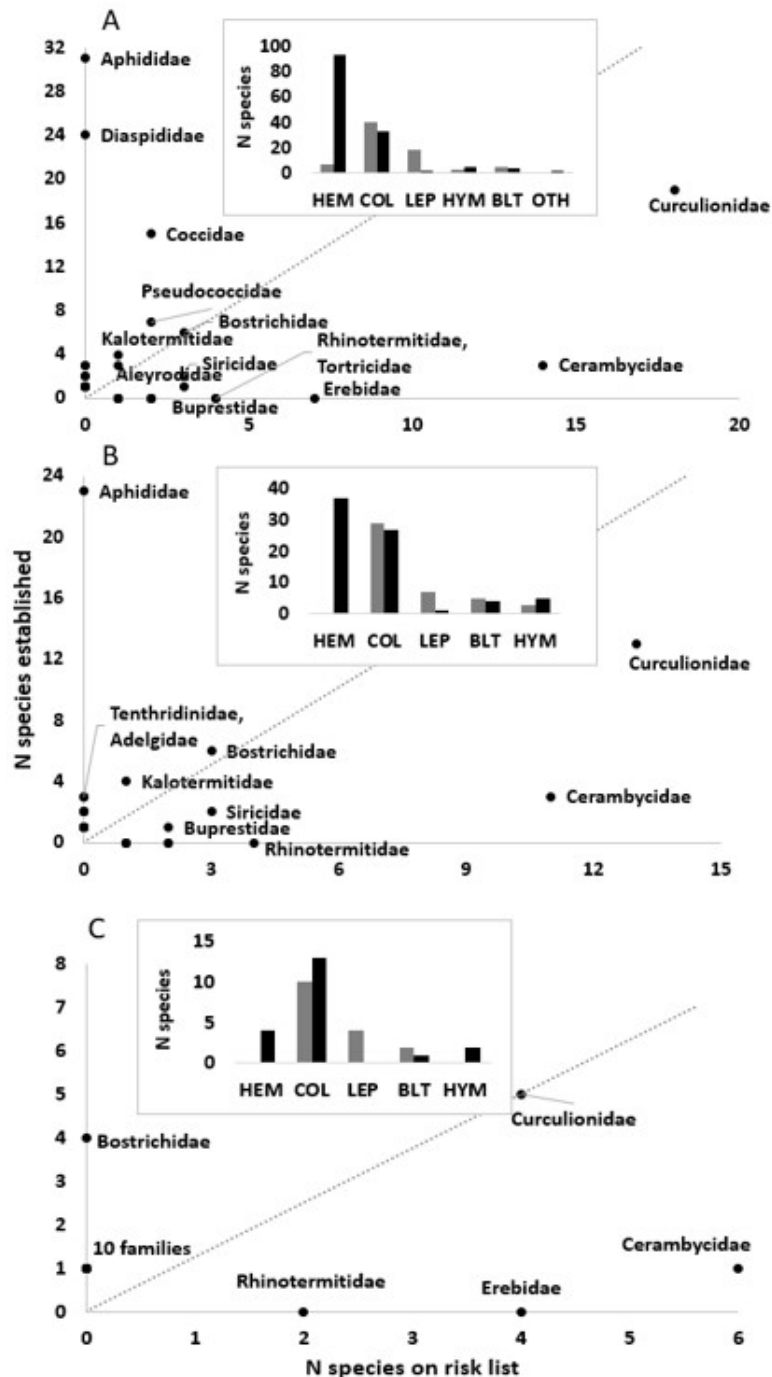 A
32
28
24
20
16
12
8
4
0
Aphididae
Diaspididae
Coccidae
Pseudococcidae
Bostrichidae
Kalotermitidae
Rhinotermitidae,
Siricidae
Tortricidae
Aleyrodidae
Erebidae
Buprestidae
Cerambycidae
Curculionidae
0 5 10 15 20
N species
100
80
60
40
20
0
HEM COL LEP HYM BLT OTH
B
24
20
16
12
8
4
0
Aphididae
Tenthridinidae,
Adelgidae
Bostrichidae
Kalotermitidae
Siricidae
Buprestidae
Rhinotermitidae
Cerambycidae
Curculionidae
0 3 6 9 12 15
N species
40
30
20
10
0
HEM COL LEP BLT HYM
N species established
C
8
7
6
5
4
3
2
1
0
Bostrichidae
10 families
Rhinotermitidae
Erebidae
Cerambycidae
Curculionidae
N species
15
10
5
0
HEM COL LEP BLT HYM
0 1 2 3 4 5 6
N species on risk list